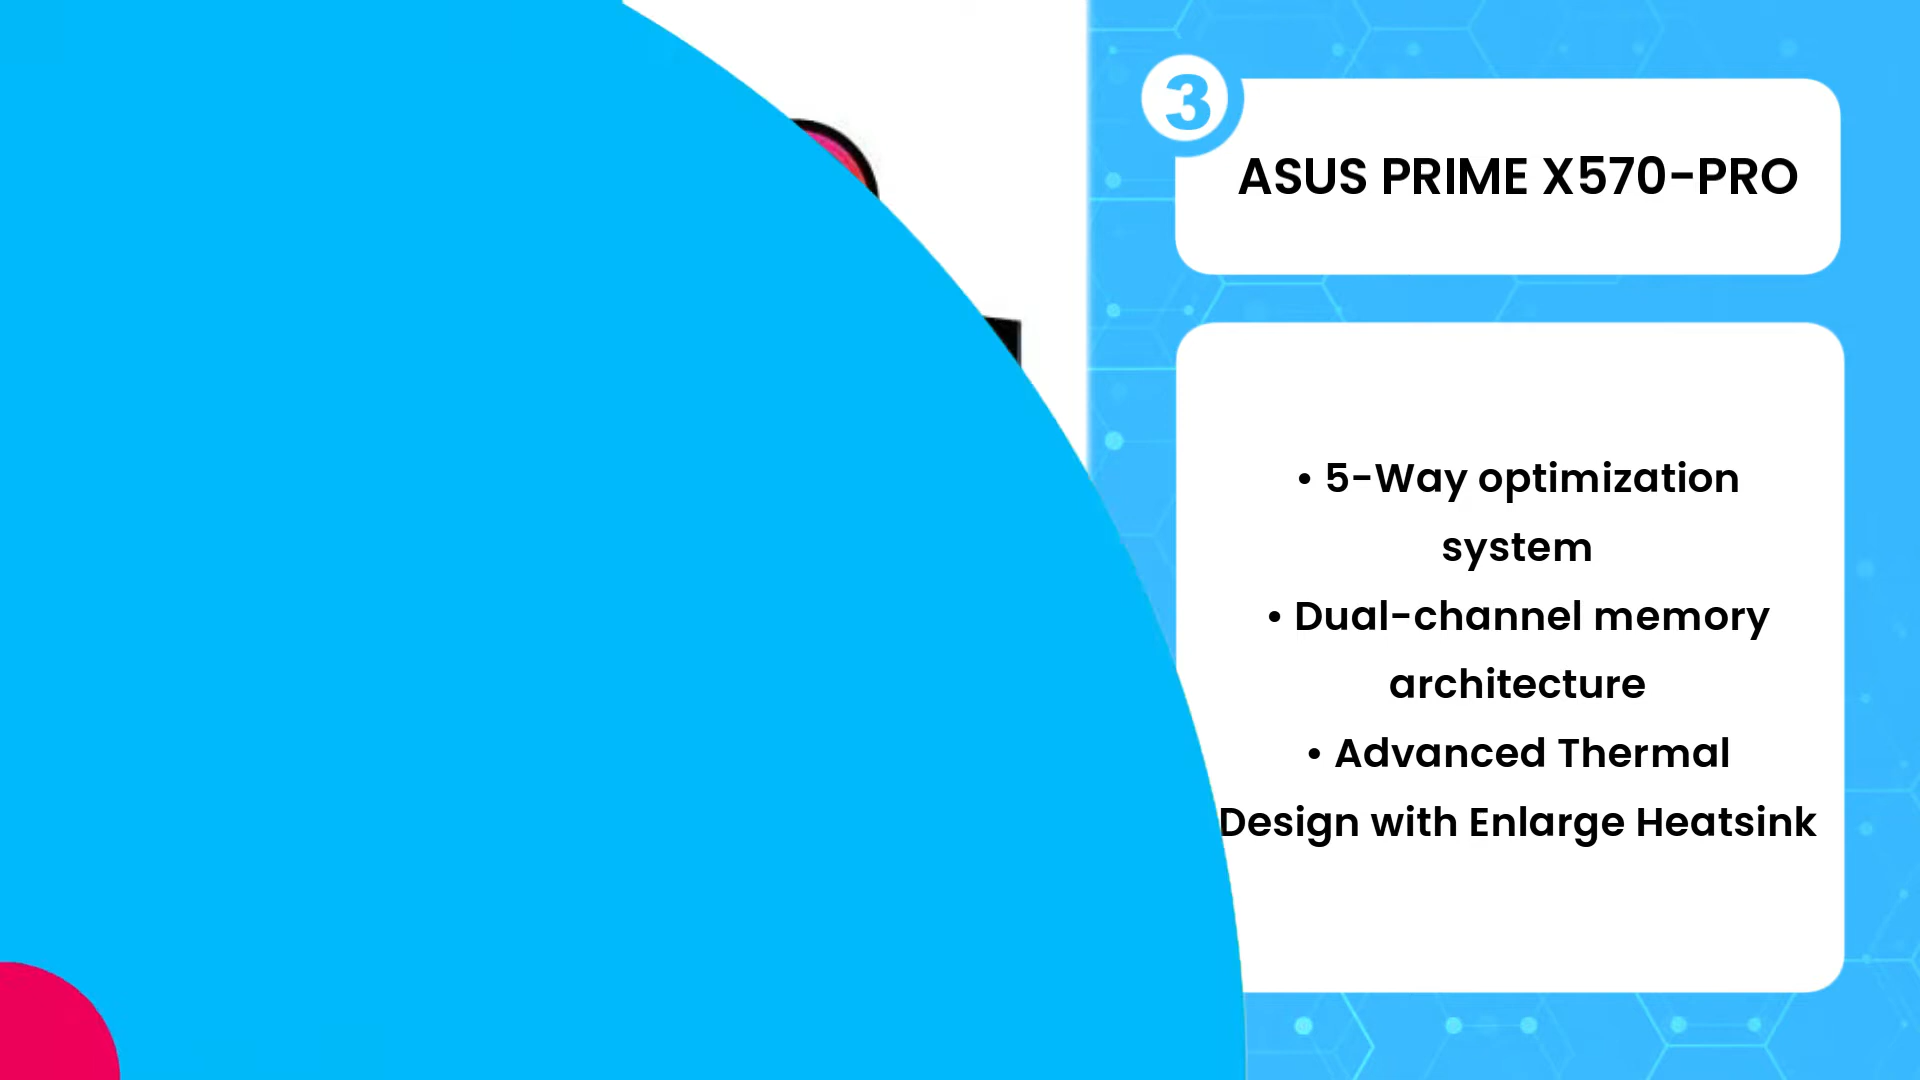 3
ASUS PRIME X570-PRO
• 5-Way optimization
system
• Dual-channel memory
architecture
• Advanced Thermal
Design with Enlarge Heatsink